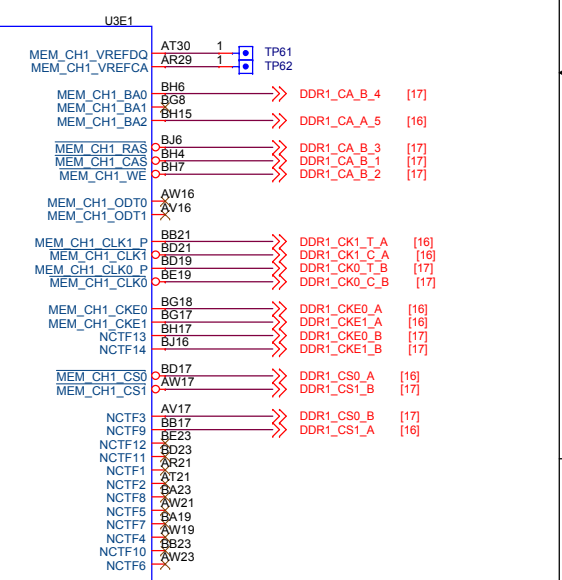 U3E1
MEM_CH1_VREFDQ AT30 1 TP61
MEM_CH1_VREFCA AR29 1 TP62
MEM_CH1_BA0 BH6 DDR1_CA_B_4 [17]
MEM_CH1_BA1 BG8
MEM_CH1_BA2 BH15 DDR1_CA_A_5 [16]
MEM_CH1_RAS BJ6 DDR1_CA_B_3 [17]
MEM_CH1_CAS BH4 DDR1_CA_B_1 [17]
MEM_CH1_WE BH7 DDR1_CA_B_2 [17]
MEM_CH1_ODT0 AW16
MEM_CH1_ODT1 AV16
MEM_CH1_CLK1_P BB21 DDR1_CK1_T_A [16]
MEM_CH1_CLK1 BD21 DDR1_CK1_C_A [16]
MEM_CH1_CLK0_P BD19 DDR1_CK0_T_B [17]
MEM_CH1_CLK0 BE19 DDR1_CK0_C_B [17]
MEM_CH1_CKE0 BG18 DDR1_CKE0_A [16]
MEM_CH1_CKE1 BG17 DDR1_CKE1_A [16]
NCTF13 BH17 DDR1_CKE0_B [17]
NCTF14 BJ16 DDR1_CKE1_B [17]
MEM_CH1_CS0 BD17 DDR1_CS0_A [16]
MEM_CH1_CS1 AW17 DDR1_CS1_B [17]
NCTF3 AV17 DDR1_CS0_B [17]
NCTF9 BB17 DDR1_CS1_A [16]
NCTF12 BE23
NCTF11 BD23
NCTF1 AR21
NCTF2 AT21
NCTF8 BA23
NCTF5 AW21
NCTF7 BA19
NCTF4 AW19
NCTF10 BB23
NCTF6 AW23